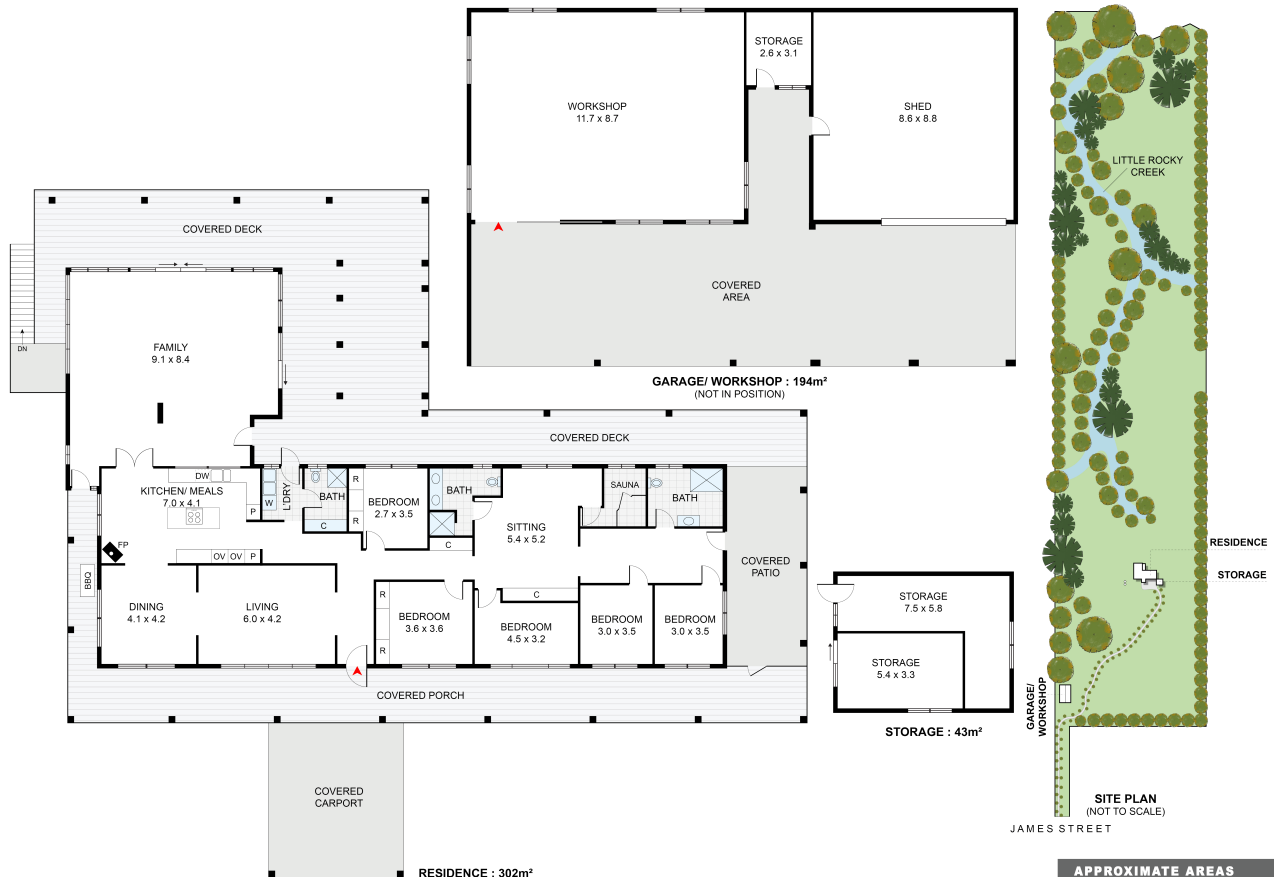 STORAGE
2.6 x 3.1
WORKSHOP
11.7 x 8.7
SHED
8.6 x 8.8
COVERED
AREA
GARAGE/ WORKSHOP : 194m²
(NOT IN POSITION)
COVERED DECK
DN
FAMILY
9.1 x 8.4
COVERED DECK
DW
KITCHEN/ MEALS
7.0 x 4.1
P
W
L'DRY
BATH
C
R
R
BEDROOM
2.7 x 3.5
BATH
C
SITTING
5.4 x 5.2
SAUNA
BATH
FP
OV OV P
BBQ
DINING
4.1 x 4.2
LIVING
6.0 x 4.2
R
R
BEDROOM
3.6 x 3.6
C
BEDROOM
4.5 x 3.2
BEDROOM
3.0 x 3.5
BEDROOM
3.0 x 3.5
COVERED
PATIO
COVERED PORCH
COVERED
CARPORT
RESIDENCE : 302m²
STORAGE
7.5 x 5.8
STORAGE
5.4 x 3.3
STORAGE : 43m²
LITTLE ROCKY
CREEK
RESIDENCE
STORAGE
GARAGE/
WORKSHOP
SITE PLAN
(NOT TO SCALE)
JAMES STREET
APPROXIMATE AREAS